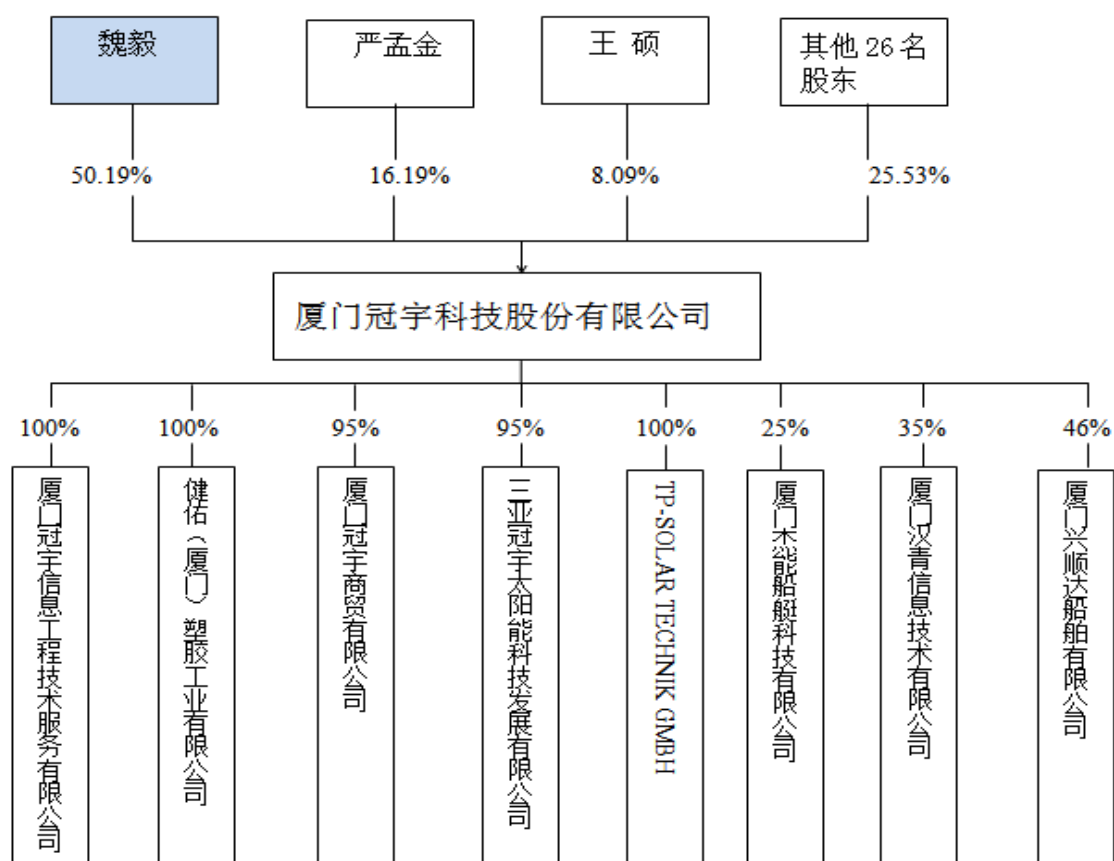 魏毅
严孟金
王 硕
其他 26 名
股东
50.19%
16.19%
8.09%
25.53%
厦门冠宇科技股份有限公司
100%
100%
95%
95%
100%
25%
35%
46%
厦门冠宇信息工程技术服务有限公司
健佑（厦门）塑胶工业有限公司
厦门冠宇商贸有限公司
三亚冠宇太阳能科技发展有限公司
TP-SOLAR TECHNIK GMBH
厦门能船艇科技有限公司
厦门汉青信息技术有限公司
厦门兴顺达船舶有限公司